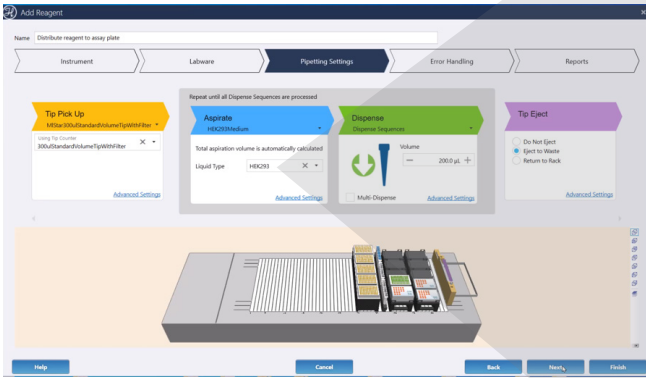 Add Reagent
Name Distribute reagent to assay plate
Instrument Labware Pipetting Settings Error Handling Reports
Repeat until all Dispense Sequences are processed
Tip Pick Up
MlStar300ulStandardVolumeTipWithFilter
Using Tip Counter
300ulStandardVolumeTipWithFilter
Advanced Settings
Aspirate
HEK293Medium
Total aspiration volume is automatically calculated
Liquid Type HEK293
Advanced Settings
Dispense
Dispense Sequences
Volume
200.0 µL
Multi-Dispense Advanced Settings
Tip Eject
Do Not Eject
Eject to Waste
Return to Rack
Advanced Settings
Help Cancel Back Next Finish